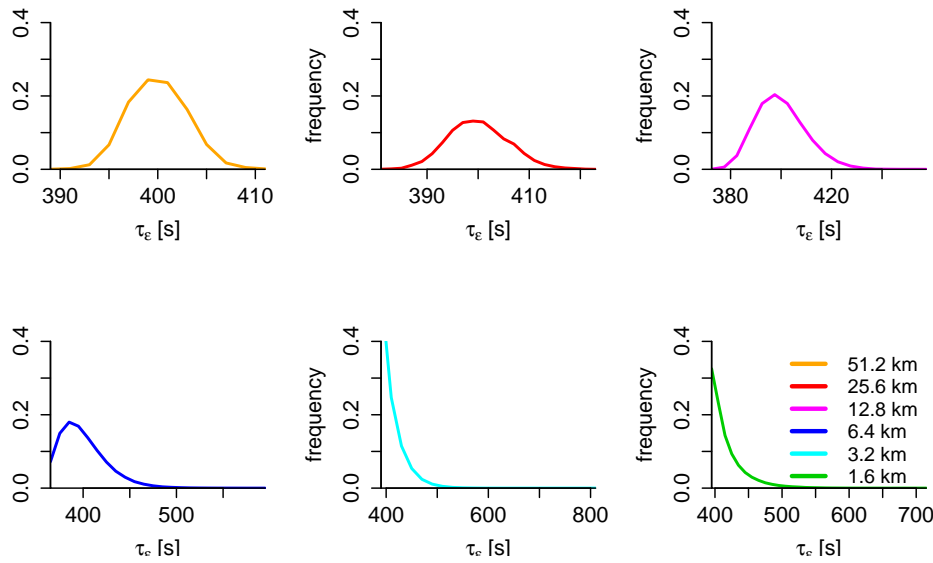 0.0 0.2 0.4
390 400 410
τε [s]
frequency
0.0 0.2 0.4
390 410
τε [s]
frequency
0.0 0.2 0.4
380 420
τε [s]
0.0 0.2 0.4
400 500
τε [s]
frequency
0.0 0.2 0.4
400 600 800
τε [s]
frequency
0.0 0.2 0.4
400 500 600 700
τε [s]
51.2 km
25.6 km
12.8 km
6.4 km
3.2 km
1.6 km